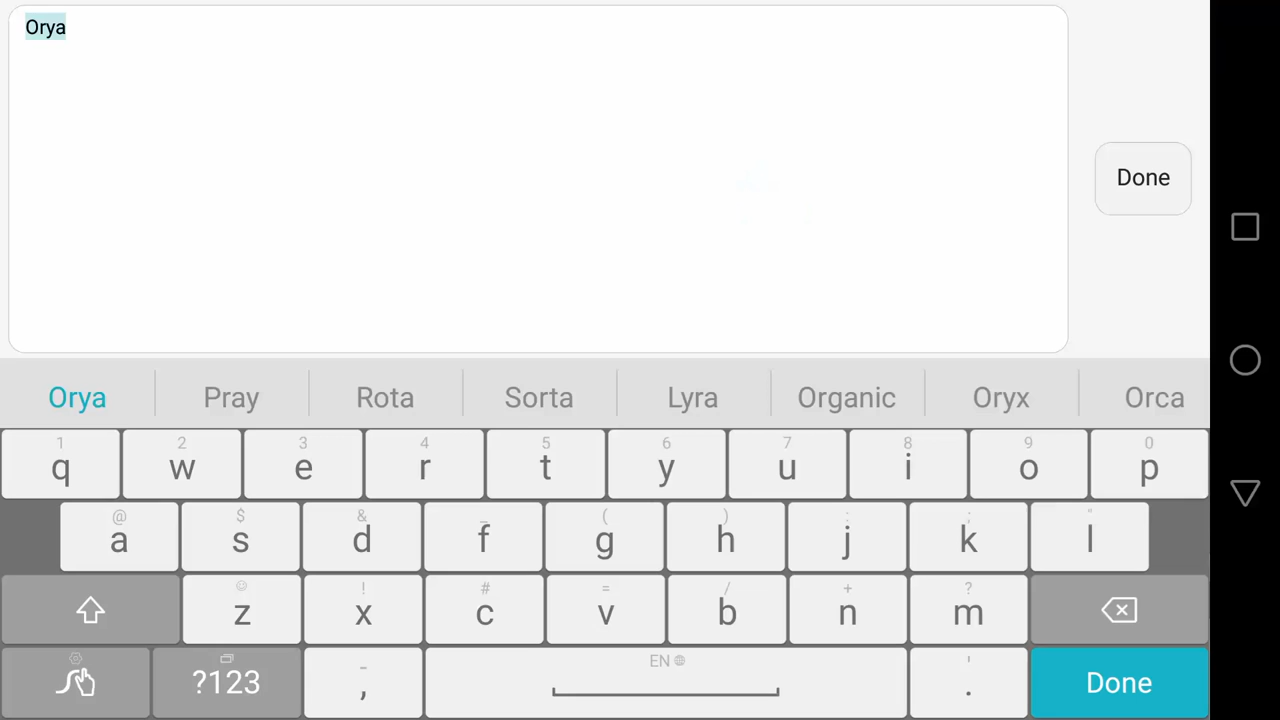 Orya
Done
Orya Pray Rota Sorta Lyra Organic Oryx Orca
1 2 3 4 5 6 7 8 9 0
q w e r t y u i o p
@ $ & _ ( ) : ; "
a s d f g h j k l
! # = / + ?
z x c v b n m
EN '
?123 , . Done